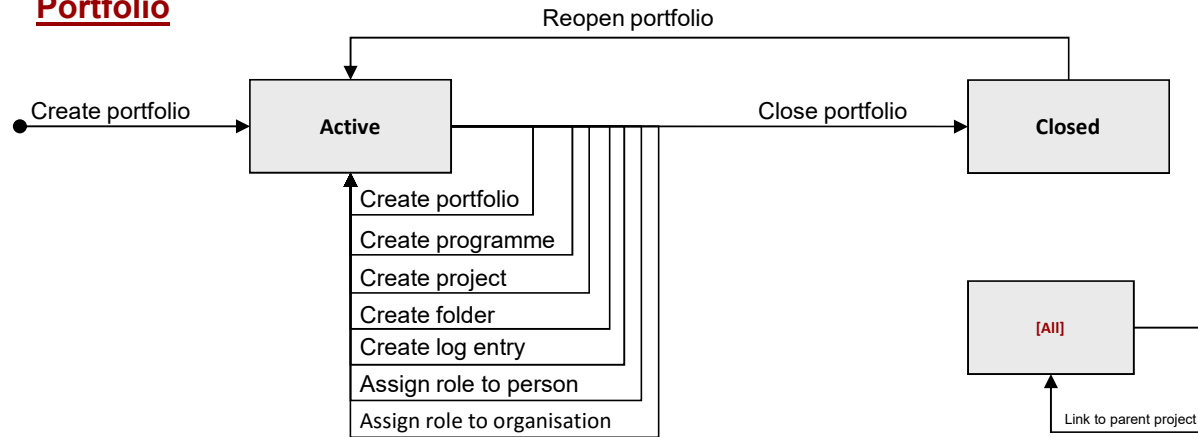 Portfolio
Reopen portfolio
Create portfolio
Active
Close portfolio
Closed
Create portfolio
Create programme
Create project
Create folder
Create log entry
Assign role to person
Assign role to organisation
[All]
Link to parent project